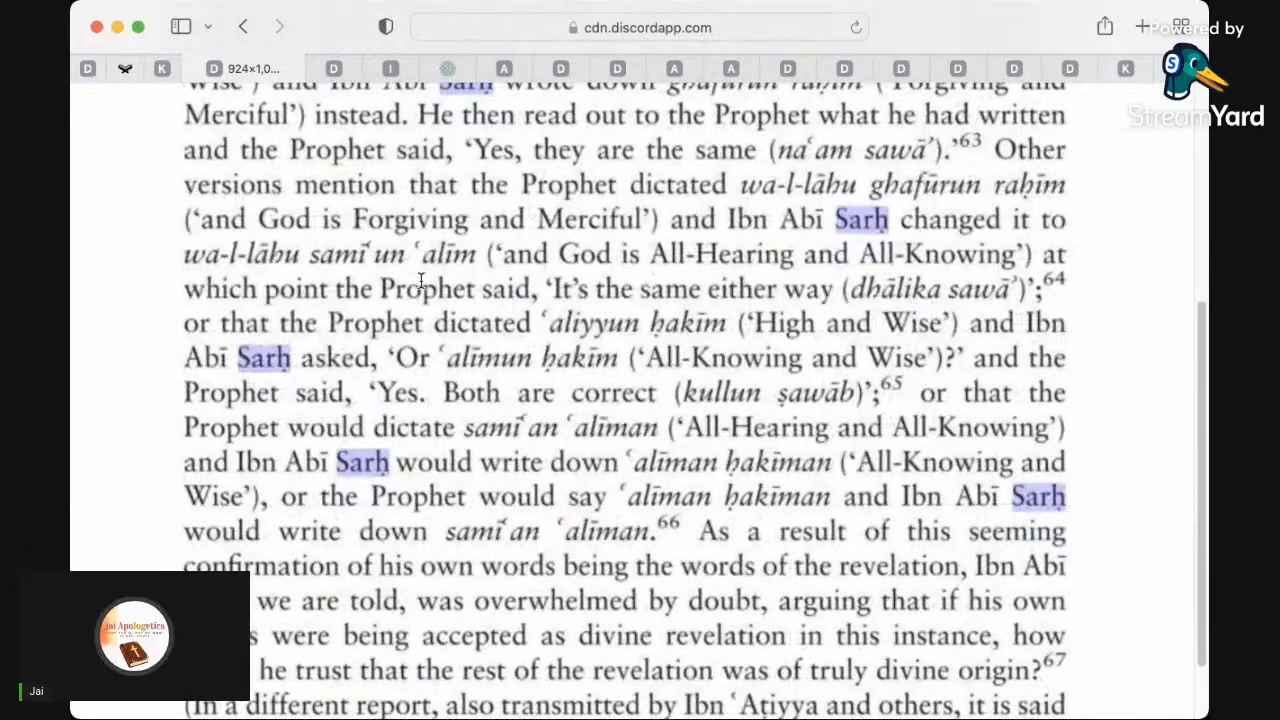 Powered by
StreamYard
cdn.discordapp.com
D K D 924×1,0... D I A D D A A D D D D D D K
wise') and Ibn Abī Sarḥ wrote down ghafūrun raḥīm ('Forgiving and
Merciful') instead. He then read out to the Prophet what he had written
and the Prophet said, 'Yes, they are the same (naʿam sawāʾ).'63 Other
versions mention that the Prophet dictated wa-l-lāhu ghafūrun raḥīm
('and God is Forgiving and Merciful') and Ibn Abī Sarḥ changed it to
wa-l-lāhu samīʿun ʿalīm ('and God is All-Hearing and All-Knowing') at
which point the Prophet said, 'It's the same either way (dhālika sawāʾ)';64
or that the Prophet dictated ʿaliyyun ḥakīm ('High and Wise') and Ibn
Abī Sarḥ asked, 'Or ʿalīmun ḥakīm ('All-Knowing and Wise')?' and the
Prophet said, 'Yes. Both are correct (kullun ṣawāb)';65 or that the
Prophet would dictate samīʿan ʿalīman ('All-Hearing and All-Knowing')
and Ibn Abī Sarḥ would write down ʿalīman ḥakīman ('All-Knowing and
Wise'), or the Prophet would say ʿalīman ḥakīman and Ibn Abī Sarḥ
would write down samīʿan ʿalīman.66 As a result of this seeming
confirmation of his own words being the words of the revelation, Ibn Abī
we are told, was overwhelmed by doubt, arguing that if his own
s were being accepted as divine revelation in this instance, how
he trust that the rest of the revelation was of truly divine origin?67
(In a different report, also transmitted by Ibn ʿAṭiyya and others, it is said
Jai Apologetics
Jai